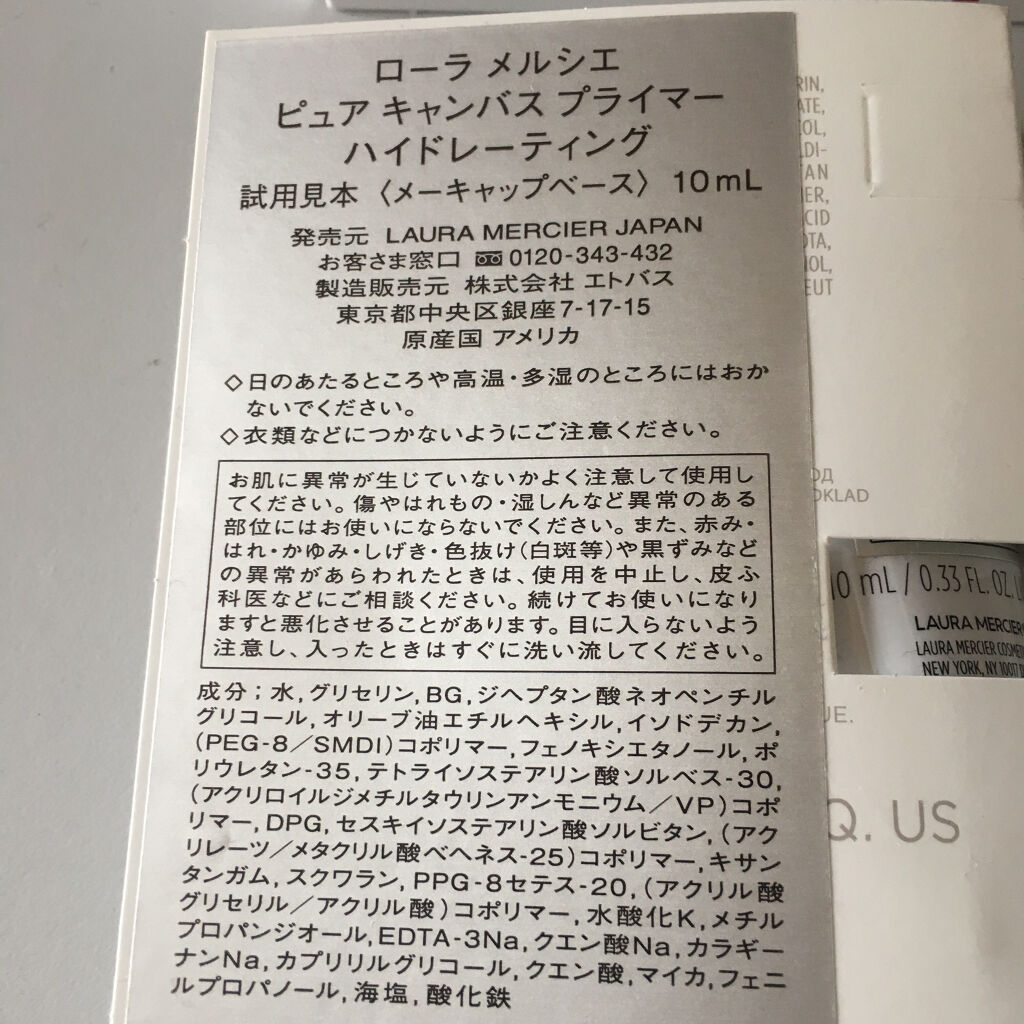 ローラ メルシエ
ピュア キャンバス プライマー
ハイドレーティング
試用見本〈メーキャップベース〉10mL
発売元 LAURA MERCIER JAPAN
お客さま窓口 0120-343-432
製造販売元 株式会社 エトバス
東京都中央区銀座7-17-15
原産国 アメリカ
◇日のあたるところや高温・多湿のところにはおか
ないでください。
◇衣類などにつかないようにご注意ください。
お肌に異常が生じていないかよく注意して使用し
てください。傷やはれもの・湿しんなど異常のある
部位にはお使いにならないでください。また、赤み・
はれ・かゆみ・しげき・色抜け(白斑等)や黒ずみなど
の異常があらわれたときは、使用を中止し、皮ふ
科医などにご相談ください。続けてお使いになり
ますと悪化させることがあります。目に入らないよう
注意し、入ったときはすぐに洗い流してください。
成分;水,グリセリン,BG,ジヘプタン酸ネオペンチル
グリコール,オリーブ油エチルヘキシル,イソドデカン,
(PEG-8/SMDI)コポリマー,フェノキシエタノール,ポ
リウレタン-35,テトライソステアリン酸ソルベス-30,
(アクリロイルジメチルタウリンアンモニウム/VP)コポ
リマー,DPG,セスキイソステアリン酸ソルビタン,(アク
リレーツ/メタクリル酸ベヘネス-25)コポリマー,キサン
タンガム,スクワラン,PPG-8セテス-20,(アクリル酸
グリセリル/アクリル酸)コポリマー,水酸化K,メチル
プロパンジオール,EDTA-3Na,クエン酸Na,カラギー
ナンNa,カプリリルグリコール,クエン酸,マイカ,フェニ
ルプロパノール,海塩,酸化鉄
RIN,
ATE,
COL,
LDI-
TAN
ER,
CID
TA,
OL,
EUT
ОД
OKLAD
10 mL / 0.33 FL. OZ.
LAURA MERCIER
LAURA MERCIER COSMET
NEW YORK, NY 10017
UE.
Q. US